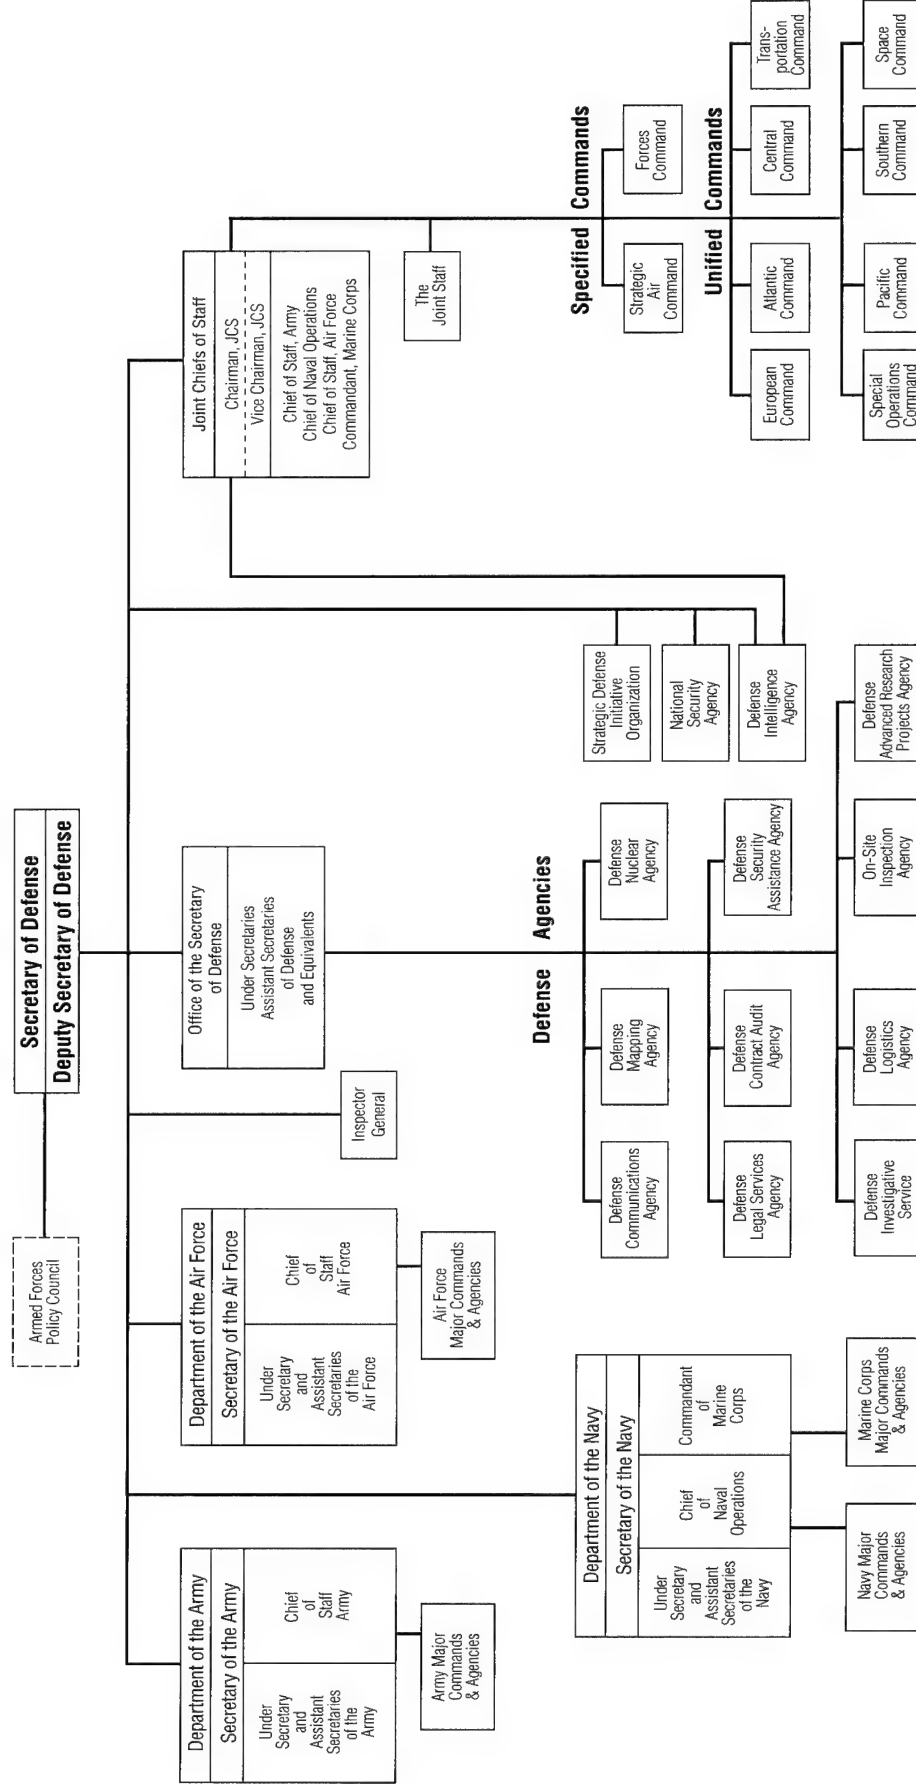 Armed Forces
Policy Council
Secretary of Defense
Deputy Secretary of Defense
Department of the Army
Secretary of the Army
Under
Secretary
and
Assistant
Secretaries
of the
Army
Chief
of
Staff
Army
Army Major
Commands
& Agencies
Department of the Navy
Secretary of the Navy
Under
Secretary
and
Assistant
Secretaries
of the
Navy
Chief
of
Naval
Operations
Commandant
of
Marine
Corps
Navy Major
Commands
& Agencies
Marine Corps
Major Commands
& Agencies
Department of the Air Force
Secretary of the Air Force
Under
Secretary
and
Assistant
Secretaries
of the
Air Force
Chief
of
Staff
Air Force
Air Force
Major Commands
& Agencies
Inspector
General
Office of the Secretary
of Defense
Under Secretaries
Assistant Secretaries
of Defense
and Equivalents
Defense Agencies
Defense
Communications
Agency
Defense
Mapping
Agency
Defense
Nuclear
Agency
Defense
Legal Services
Agency
Defense
Contract Audit
Agency
Defense
Security
Assistance Agency
Defense
Investigative
Service
Defense
Logistics
Agency
On-Site
Inspection
Agency
Defense
Advanced Research
Projects Agency
Strategic Defense
Initiative
Organization
National
Security
Agency
Defense
Intelligence
Agency
Joint Chiefs of Staff
Chairman, JCS
Vice Chairman, JCS
Chief of Staff, Army
Chief of Naval Operations
Chief of Staff, Air Force
Commandant, Marine Corps
The
Joint Staff
Specified Commands
Strategic
Air
Command
Forces
Command
Unified Commands
European
Command
Atlantic
Command
Central
Command
Trans-
portation
Command
Special
Operations
Command
Pacific
Command
Southern
Command
Space
Command